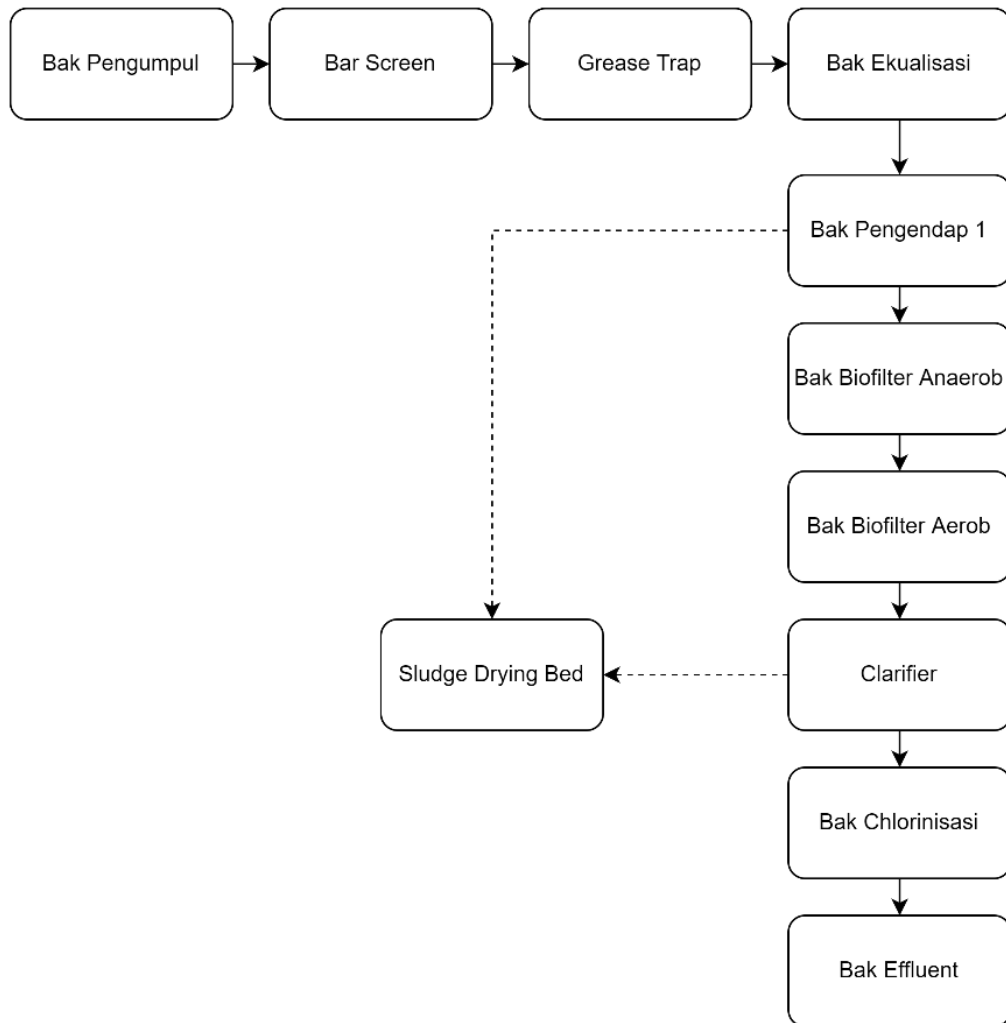 Bak Pengumpul
Bar Screen
Grease Trap
Bak Ekualisasi
Bak Pengendap 1
Bak Biofilter Anaerob
Bak Biofilter Aerob
Sludge Drying Bed
Clarifier
Bak Chlorinisasi
Bak Effluent